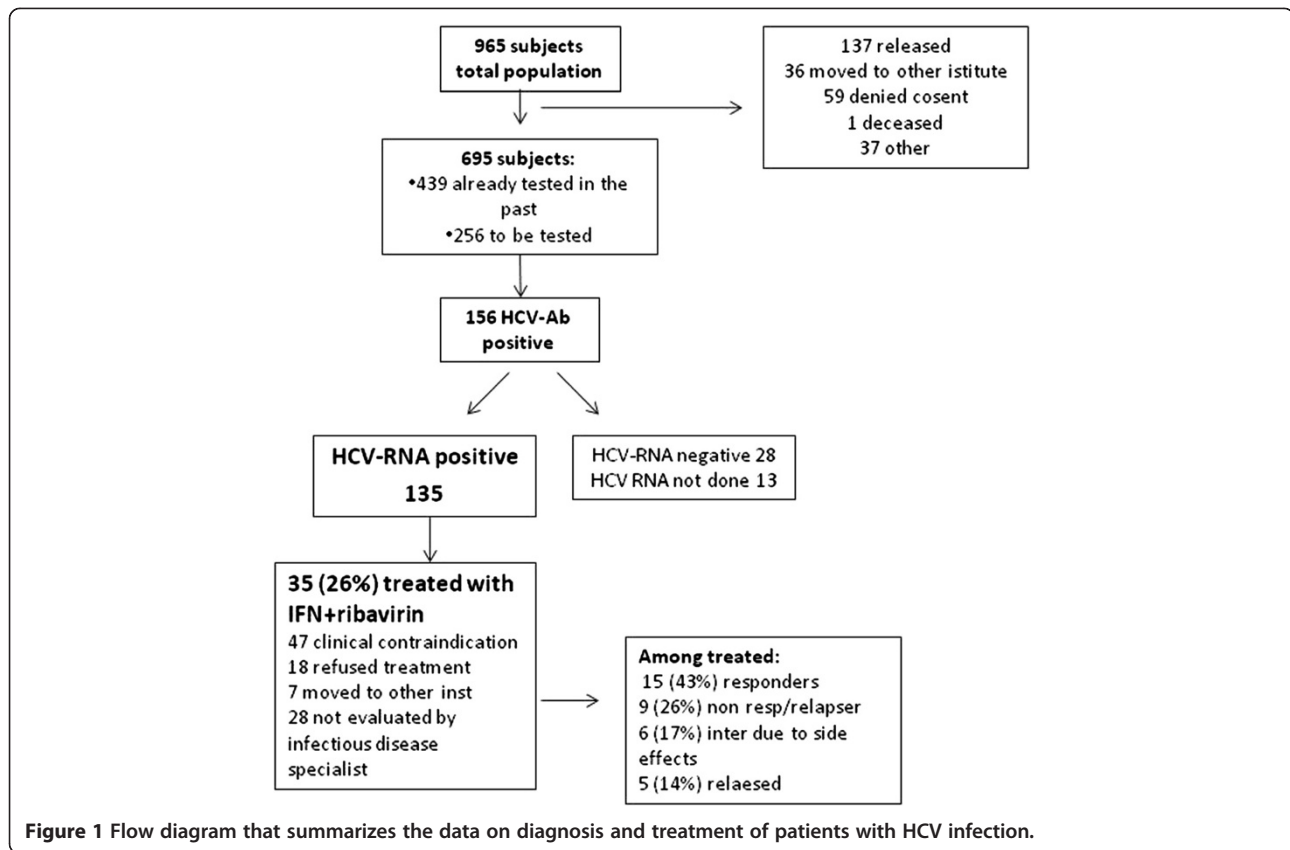 965 subjects
total population
137 released
36 moved to other istitute
59 denied cosent
1 deceased
37 other
695 subjects:
•439 already tested in the
past
•256 to be tested
156 HCV-Ab
positive
HCV-RNA positive
135
HCV-RNA negative 28
HCV RNA not done 13
35 (26%) treated with
IFN+ribavirin
47 clinical contraindication
18 refused treatment
7 moved to other inst
28 not evaluated by
infectious disease
specialist
Among treated:
15 (43%) responders
9 (26%) non resp/relapser
6 (17%) inter due to side
effects
5 (14%) relaesed
Figure 1 Flow diagram that summarizes the data on diagnosis and treatment of patients with HCV infection.